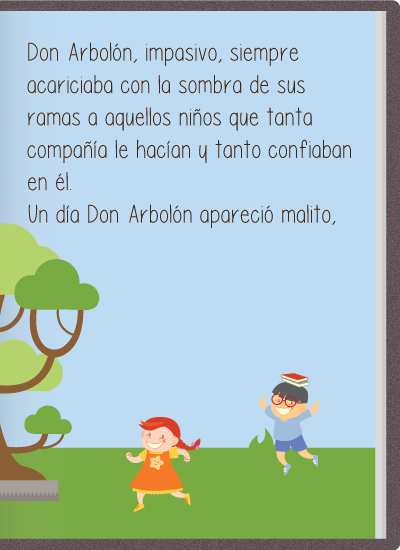 Don Arbolón, impasivo, siempre
acariciaba con la sombra de sus
ramas a aquellos niños que tanta
compañía le hacían y tanto confiaban
en él.
Un día Don Arbolón apareció malito,